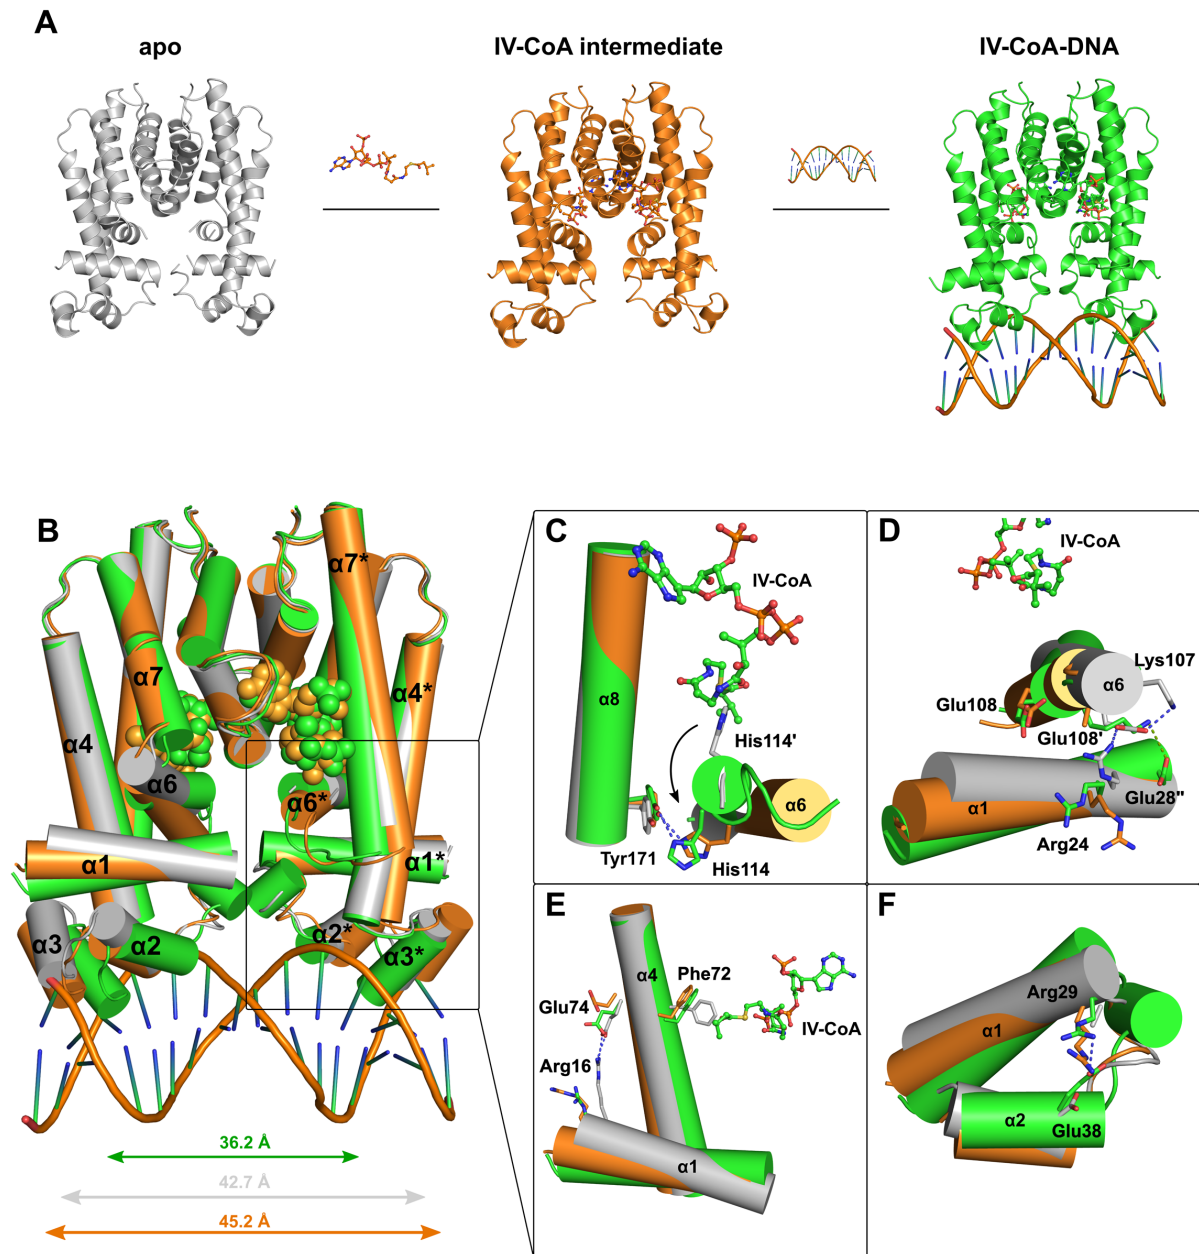 A
apo
IV-CoA intermediate
IV-CoA-DNA
B
α7*
α7
α4*
α4
α6
α6*
α1
α1*
α3
α2
α2*
α3*
36.2 Å
42.7 Å
45.2 Å
C
IV-CoA
α8
His114'
α6
Tyr171
His114
D
IV-CoA
Lys107
α6
Glu108
Glu108'
Glu28"
α1
Arg24
E
α4
Phe72
Glu74
IV-CoA
Arg16
α1
F
Arg29
α1
α2
Glu38